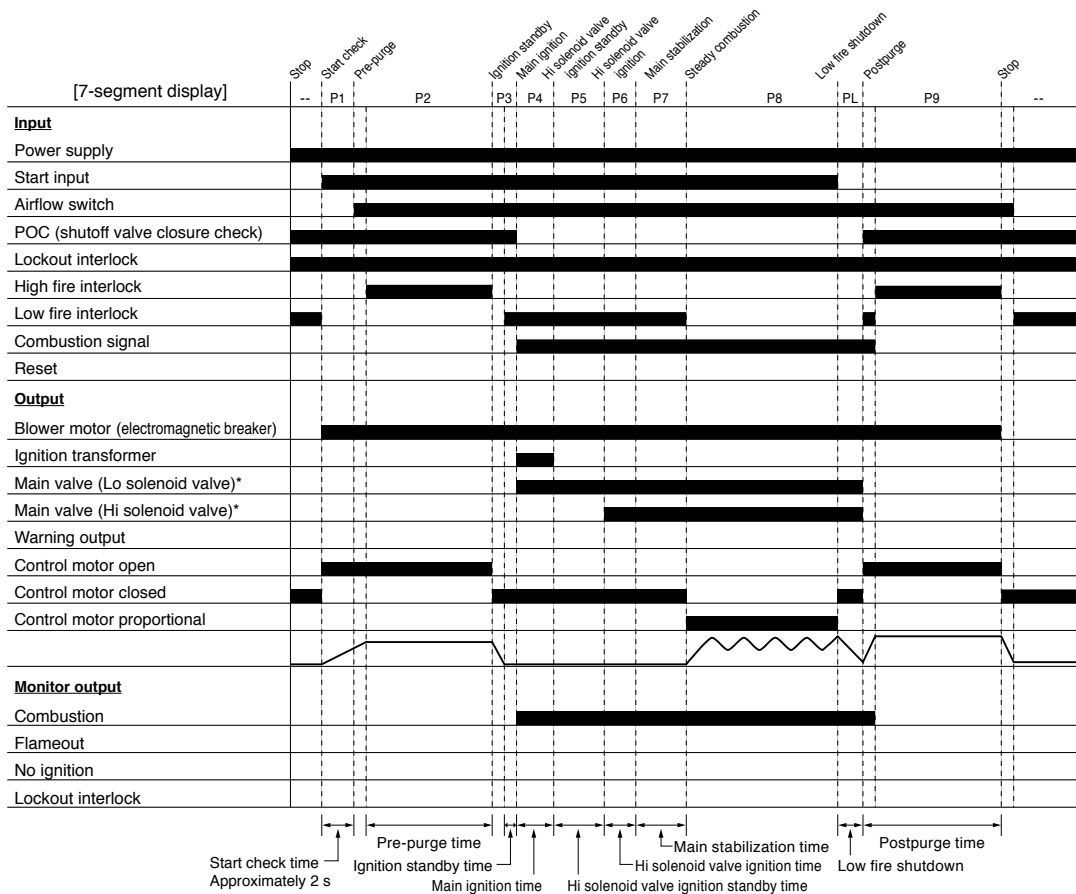 Stop
Start check
Pre-purge
Ignition standby
Main ignition
Hi solenoid valve
ignition standby
Hi solenoid valve
ignition
Main stabilization
Steady combustion
Low fire shutdown
Postpurge
Stop
[7-segment display] -- P1 P2 P3 P4 P5 P6 P7 P8 PL P9 --
Input
Power supply
Start input
Airflow switch
POC (shutoff valve closure check)
Lockout interlock
High fire interlock
Low fire interlock
Combustion signal
Reset
Output
Blower motor (electromagnetic breaker)
Ignition transformer
Main valve (Lo solenoid valve)*
Main valve (Hi solenoid valve)*
Warning output
Control motor open
Control motor closed
Control motor proportional
Monitor output
Combustion
Flameout
No ignition
Lockout interlock
Start check time
Approximately 2 s
Pre-purge time
Ignition standby time
Main ignition time
Hi solenoid valve ignition standby time
Hi solenoid valve ignition time
Main stabilization time
Low fire shutdown
Postpurge time